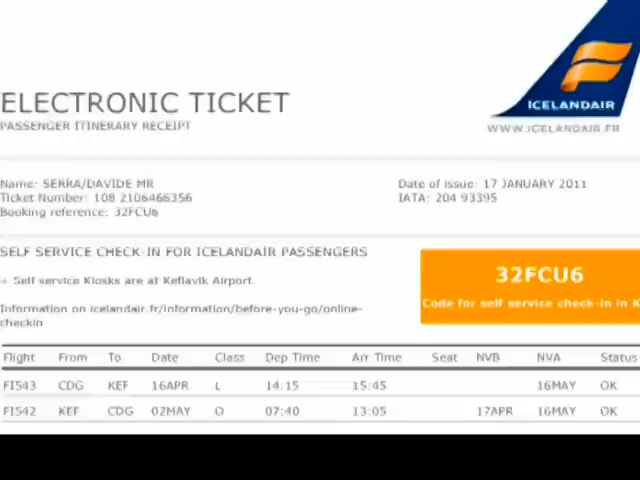 ICELANDAIR
WWW.ICELANDAIR.FR
ELECTRONIC TICKET
PASSENGER ITINERARY RECEIPT
Name: SERRA/DAVIDE MR
Ticket Number: 108 2106466356
Booking reference: 32FCU6
Date of issue: 17 JANUARY 2011
IATA: 204 93395
SELF SERVICE CHECK-IN FOR ICELANDAIR PASSENGERS
Self service Kiosks are at Keflavik Airport.
Information on icelandair.fr/information/before-you-go/online-
checkin
32FCU6
Code for self service check-in in K
Flight From To Date Class Dep Time Arr Time Seat NVB NVA Status
FI543 CDG KEF 16APR L 14:15 15:45 16MAY OK
FI542 KEF CDG 02MAY O 07:40 13:05 17APR 16MAY OK